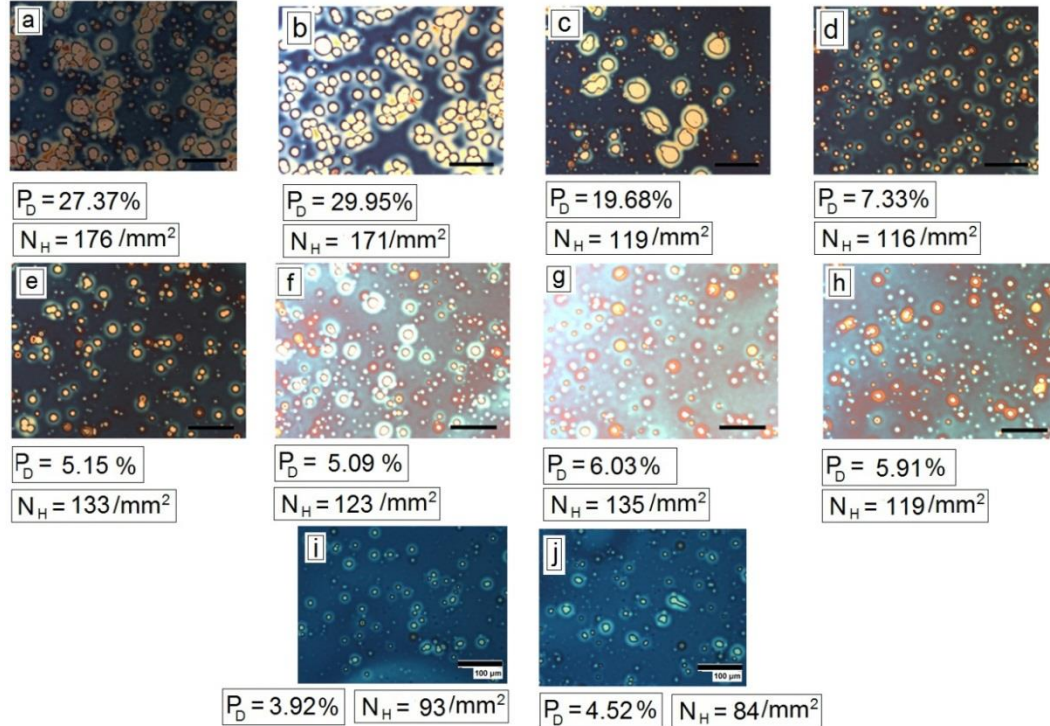 a
b
c
d
P_D = 27.37%
N_H = 176 /mm²
P_D = 29.95%
N_H = 171/mm²
P_D = 19.68%
N_H = 119/mm²
P_D = 7.33%
N_H = 116/mm²
e
f
g
h
P_D = 5.15 %
N_H = 133/mm²
P_D = 5.09 %
N_H = 123/mm²
P_D = 6.03%
N_H = 135/mm²
P_D = 5.91%
N_H = 119/mm²
i
j
100 µm
100 µm
P_D = 3.92%
N_H = 93/mm²
P_D = 4.52%
N_H = 84/mm²